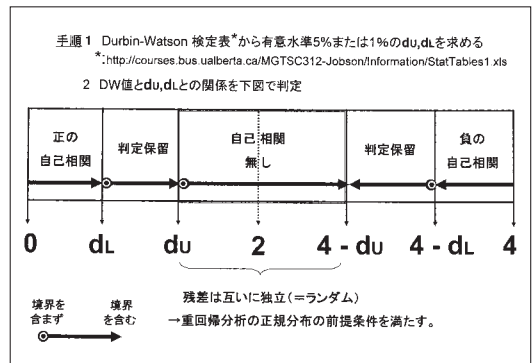 手順1 Durbin-Watson 検定表*から有意水準5%または1%のdU,dLを求める
*:http://courses.bus.ualberta.ca/MGTSC312-Jobson/Information/StatTables1.xls
2 DW値とdU,dLとの関係を下図で判定
正の
自己相関
判定保留
自己相関
無し
判定保留
負の
自己相関
0 dL dU 2 4 - dU 4 - dL 4
残差は互いに独立(=ランダム)
→重回帰分析の正規分布の前提条件を満たす。
境界を
含まず
境界
を含む